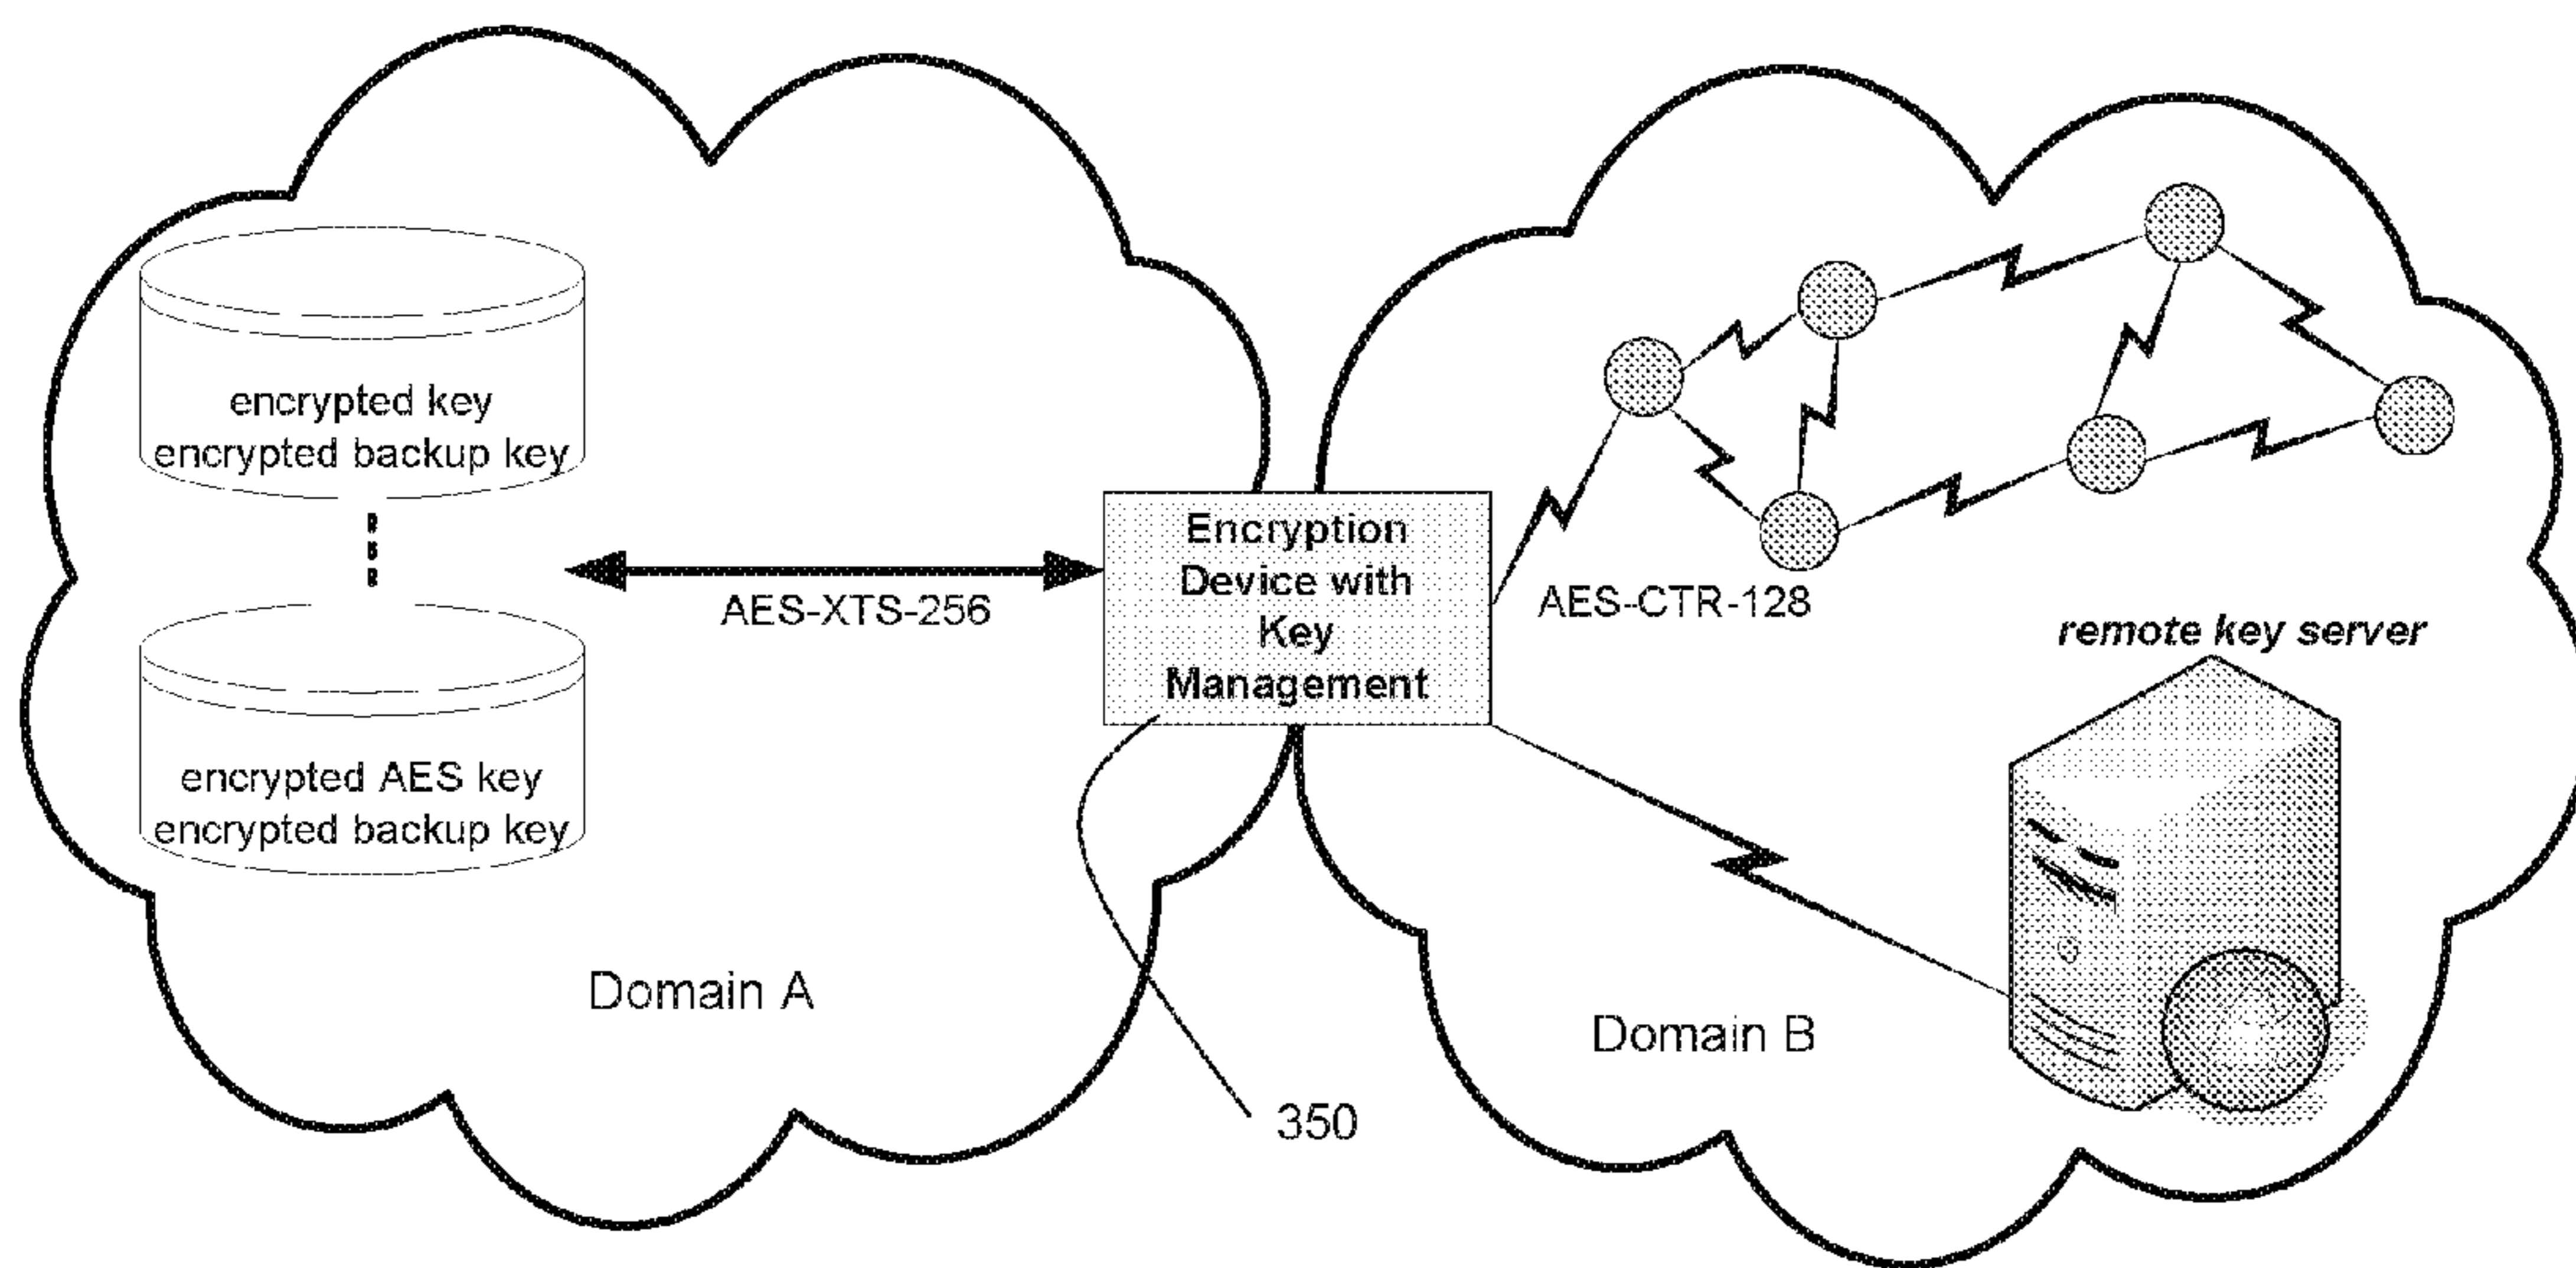 encrypted key
encrypted backup key
encrypted AES key
encrypted backup key
AES-XTS-256
Encryption
Device with
Key
Management
AES-CTR-128
remote key server
Domain A
Domain B
350